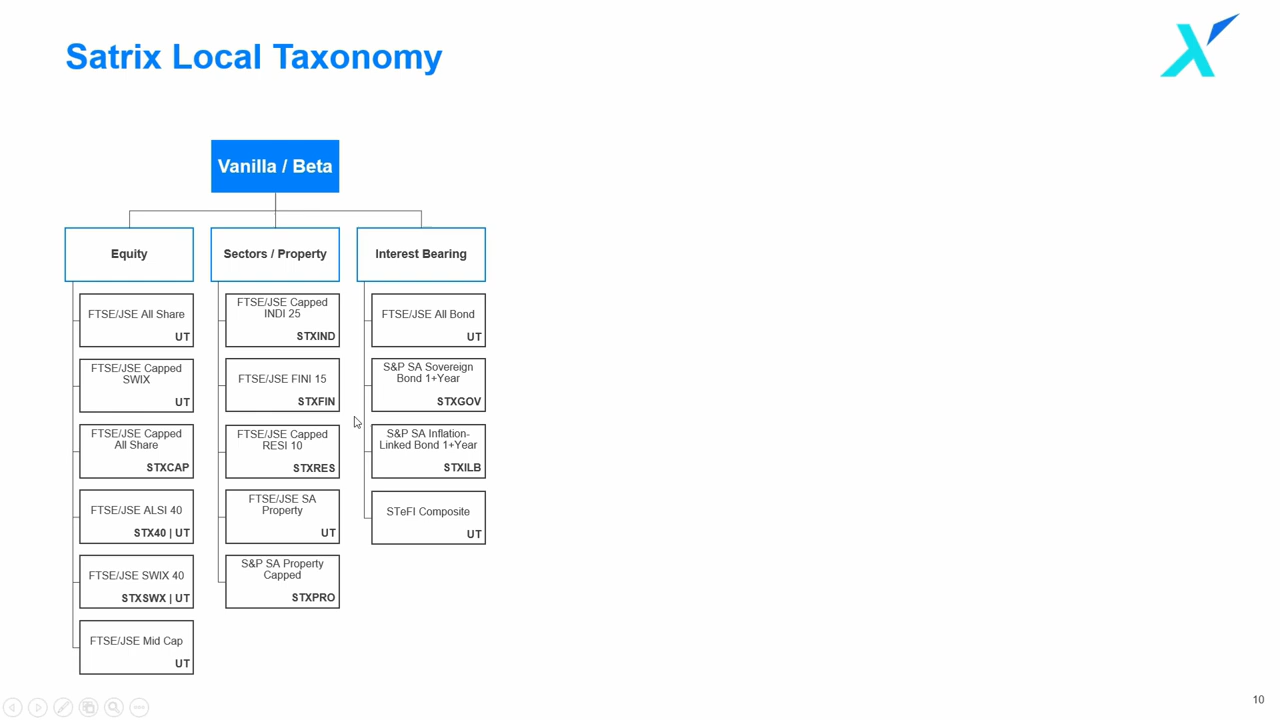 Satrix Local Taxonomy
Vanilla / Beta
Equity
FTSE/JSE All Share
UT
FTSE/JSE Capped
SWIX
UT
FTSE/JSE Capped
All Share
STXCAP
FTSE/JSE ALSI 40
STX40 | UT
FTSE/JSE SWIX 40
STXSWX | UT
FTSE/JSE Mid Cap
UT
Sectors / Property
FTSE/JSE Capped
INDI 25
STXIND
FTSE/JSE FINI 15
STXFIN
FTSE/JSE Capped
RESI 10
STXRES
FTSE/JSE SA
Property
UT
S&P SA Property
Capped
STXPRO
Interest Bearing
FTSE/JSE All Bond
UT
S&P SA Sovereign
Bond 1+Year
STXGOV
S&P SA Inflation-
Linked Bond 1+Year
STXILB
STeFI Composite
UT
10